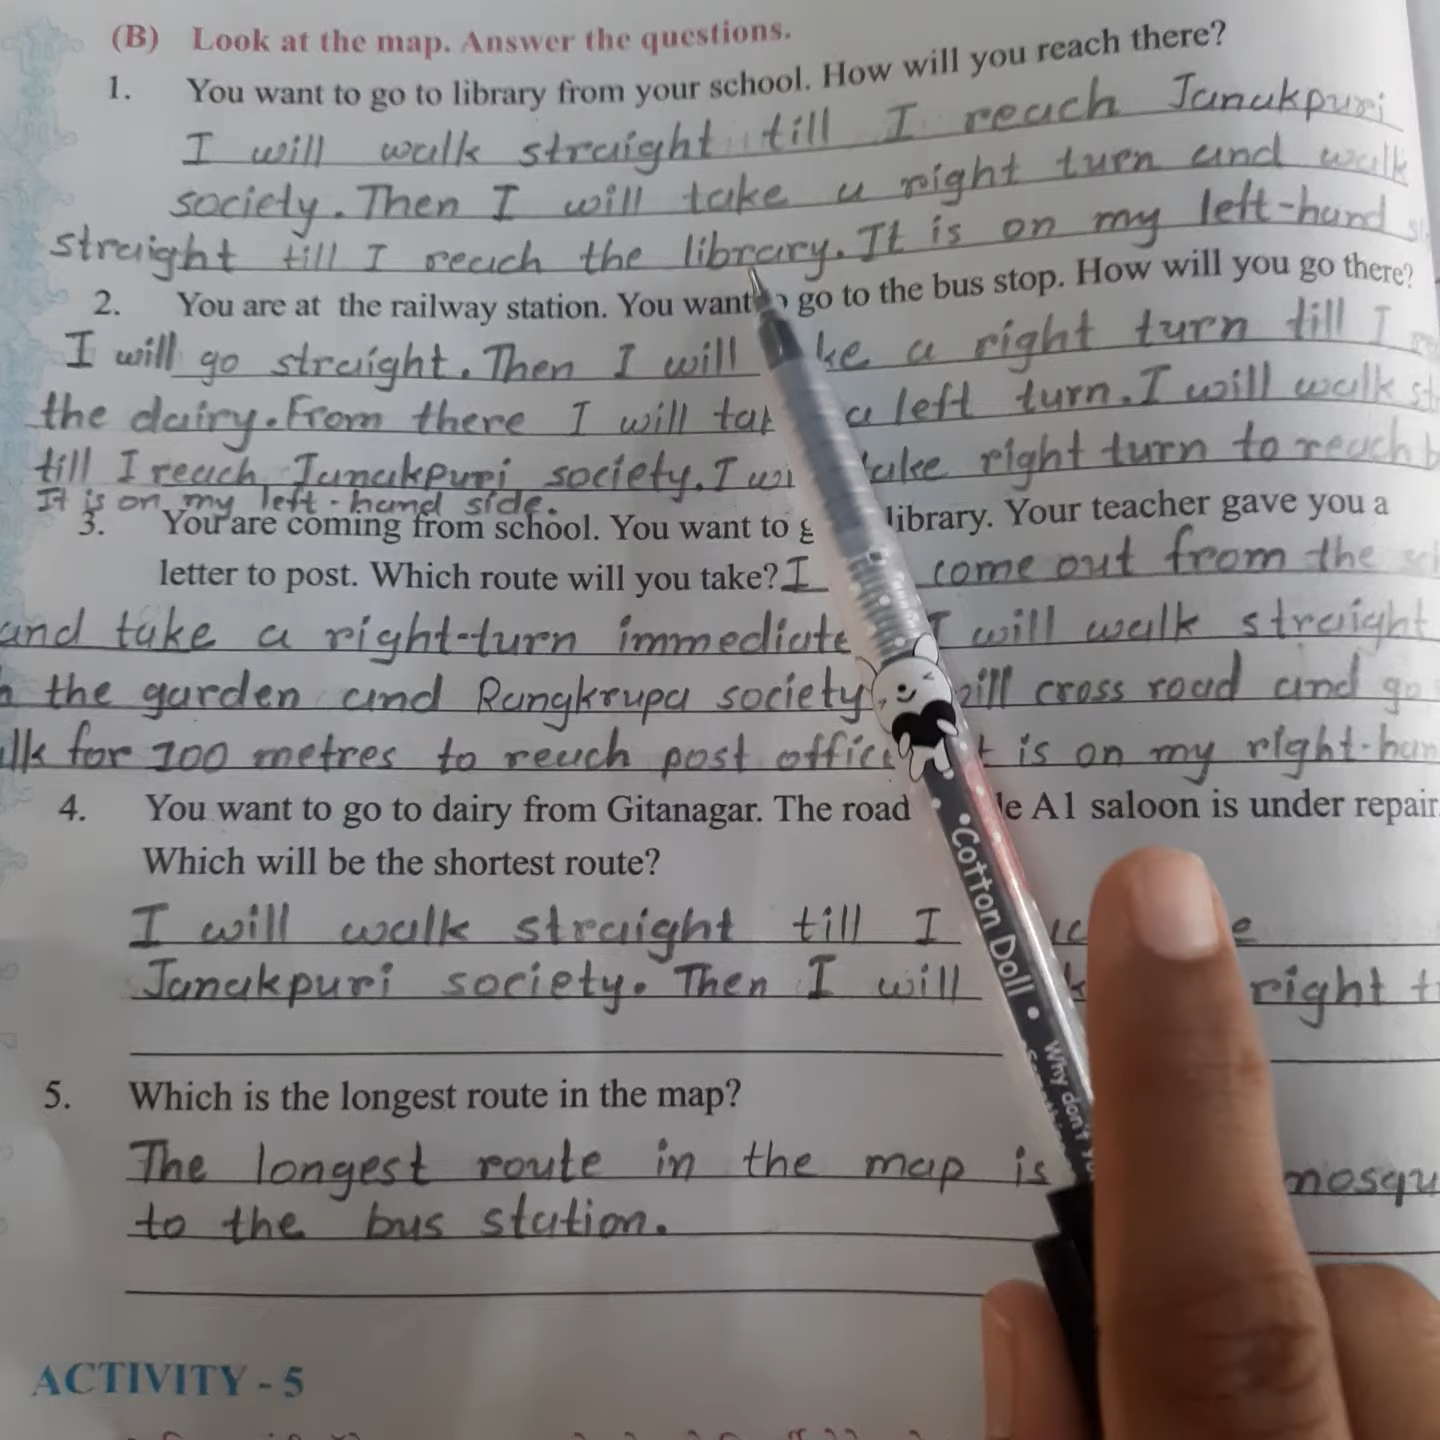 (B) Look at the map. Answer the questions.
1. You want to go to library from your school. How will you reach there?
I will walk straight till I reach Janakpuri
society. Then I will take a right turn and walk
straight till I reach the library. It is on my left-hand
2. You are at the railway station. You want go to the bus stop. How will you go there?
I will go straight. Then I will a right turn till I
the dairy. From there I will a left turn. I will walk
till I reach Janakpuri society. I right turn to reach
It is on my left-hand side.
3. You are coming from school. You want to library. Your teacher gave you a
letter to post. Which route will you take? I come out from the
and take a right-turn immediate I will walk straight
the garden and Rangkrupa society, cross road and go
for 100 metres to reach post is on my right-han
4. You want to go to dairy from Gitanagar. The road A1 saloon is under repair.
Which will be the shortest route?
I will walk straight till I
Janakpuri society. Then I will right
5. Which is the longest route in the map?
The longest route in the map is mosqu
to the bus station.
ACTIVITY - 5
Cotton Doll
Why don't